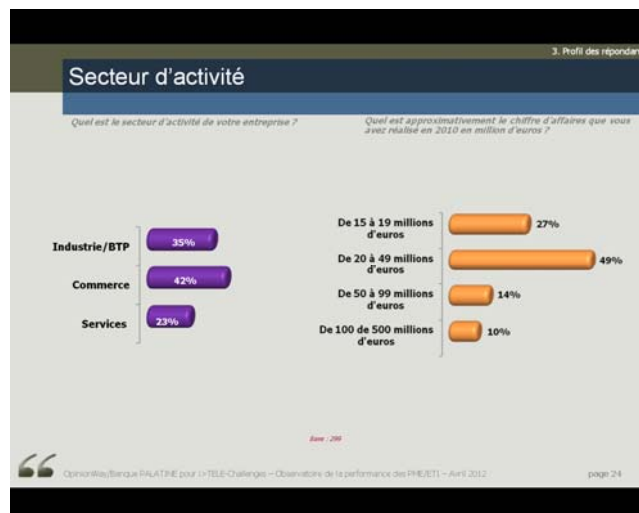 3. Profil des répondan
Secteur d'activité
Quel est le secteur d'activité de votre entreprise ?
Quel est approximativement le chiffre d'affaires que vous
avez réalisé en 2010 en million d'euros ?
Industrie/BTP
35%
Commerce
42%
Services
23%
De 15 à 19 millions
d'euros
27%
De 20 à 49 millions
d'euros
49%
De 50 à 99 millions
d'euros
14%
De 100 de 500 millions
d'euros
10%
Base : 299
OpinionWay/Banque PALATINE pour i>TELE-Challenges – Observatoire de la performance des PME/ETI – Avril 2012
page 24